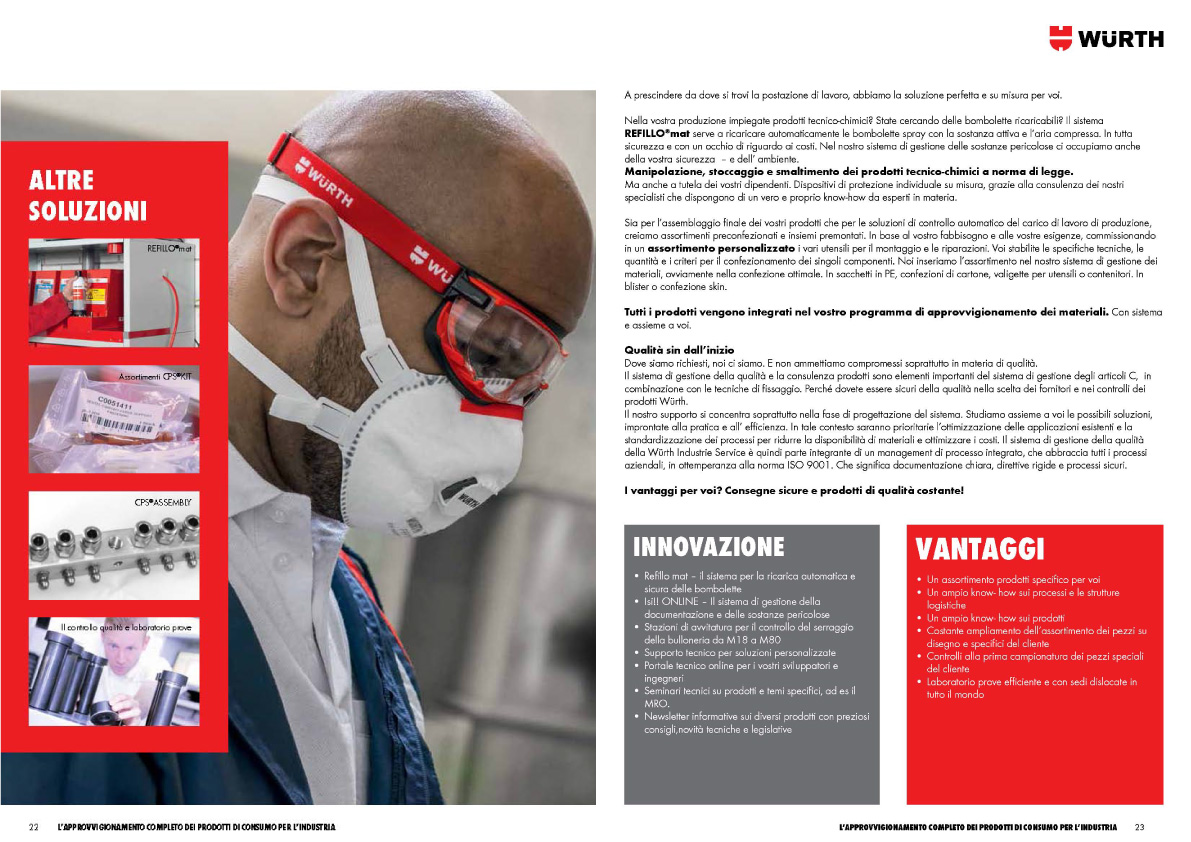 WÜRTH
ALTRE
SOLUZIONI
REFILLO®mat
Assortimenti CPS®KIT
C0051411
CPS®ASSEMBLY
Il controllo qualità e laboratorio prove
WÜRTH
WÜ
WÜRTH
A prescindere da dove si trovi la postazione di lavoro, abbiamo la soluzione perfetta e su misura per voi.
Nella vostra produzione impiegate prodotti tecnico-chimici? State cercando delle bombolette ricaricabili? Il sistema
REFILLO®mat serve a ricaricare automaticamente le bombolette spray con la sostanza attiva e l'aria compressa. In tutta
sicurezza e con un occhio di riguardo ai costi. Nel nostro sistema di gestione delle sostanze pericolose ci occupiamo anche
della vostra sicurezza – e dell' ambiente.
Manipolazione, stoccaggio e smaltimento dei prodotti tecnico-chimici a norma di legge.
Ma anche a tutela dei vostri dipendenti. Dispositivi di protezione individuale su misura, grazie alla consulenza dei nostri
specialisti che dispongono di un vero e proprio know-how da esperti in materia.
Sia per l'assemblaggio finale dei vostri prodotti che per le soluzioni di controllo automatico del carico di lavoro di produzione,
creiamo assortimenti preconfezionati e insiemi premontati. In base al vostro fabbisogno e alle vostre esigenze, commissionando
in un assortimento personalizzato i vari utensili per il montaggio e le riparazioni. Voi stabilite le specifiche tecniche, le
quantità e i criteri per il confezionamento dei singoli componenti. Noi inseriamo l'assortimento nel nostro sistema di gestione dei
materiali, ovviamente nella confezione ottimale. In sacchetti in PE, confezioni di cartone, valigette per utensili o contenitori. In
blister o confezione skin.
Tutti i prodotti vengono integrati nel vostro programma di approvvigionamento dei materiali. Con sistema
e assieme a voi.
Qualità sin dall'inizio
Dove siamo richiesti, noi ci siamo. E non ammettiamo compromessi soprattutto in materia di qualità.
Il sistema di gestione della qualità e la consulenza prodotti sono elementi importanti del sistema di gestione degli articoli C, in
combinazione con le tecniche di fissaggio. Perché dovete essere sicuri della qualità nella scelta dei fornitori e nei controlli dei
prodotti Würth.
Il nostro supporto si concentra soprattutto nella fase di progettazione del sistema. Studiamo assieme a voi le possibili soluzioni,
improntate alla pratica e all' efficienza. In tale contesto saranno prioritarie l'ottimizzazione delle applicazioni esistenti e la
standardizzazione dei processi per ridurre la disponibilità di materiali e ottimizzare i costi. Il sistema di gestione della qualità
della Würth Industrie Service è quindi parte integrante di un management di processo integrato, che abbraccia tutti i processi
aziendali, in ottemperanza alla norma ISO 9001. Che significa documentazione chiara, direttive rigide e processi sicuri.
I vantaggi per voi? Consegne sicure e prodotti di qualità costante!
INNOVAZIONE
• Refillo mat – il sistema per la ricarica automatica e
sicura delle bombolette
• Isi!! ONLINE – Il sistema di gestione della
documentazione e delle sostanze pericolose
• Stazioni di avvitatura per il controllo del serraggio
della bulloneria da M18 a M80
• Supporto tecnico per soluzioni personalizzate
• Portale tecnico online per i vostri sviluppatori e
ingegneri
• Seminari tecnici su prodotti e temi specifici, ad es il
MRO.
• Newsletter informative sui diversi prodotti con preziosi
consigli,novità tecniche e legislative
VANTAGGI
• Un assortimento prodotti specifico per voi
• Un ampio know- how sui processi e le strutture
logistiche
• Un ampio know- how sui prodotti
• Costante ampliamento dell'assortimento dei pezzi su
disegno e specifici del cliente
• Controlli alla prima campionatura dei pezzi speciali
del cliente
• Laboratorio prove efficiente e con sedi dislocate in
tutto il mondo
22 L'APPROVVIGIONAMENTO COMPLETO DEI PRODOTTI DI CONSUMO PER L'INDUSTRIA
L'APPROVVIGIONAMENTO COMPLETO DEI PRODOTTI DI CONSUMO PER L'INDUSTRIA 23